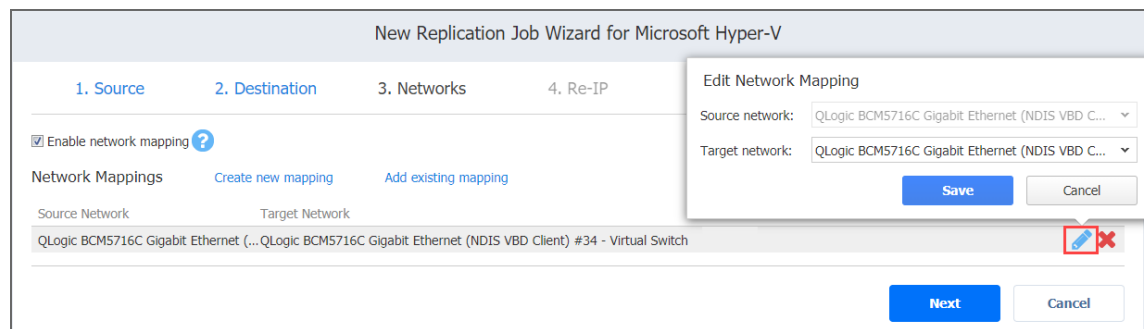 New Replication Job Wizard for Microsoft Hyper-V
1. Source 2. Destination 3. Networks 4. Re-IP
Edit Network Mapping
Source network: QLogic BCM5716C Gigabit Ethernet (NDIS VBD C...
Target network: QLogic BCM5716C Gigabit Ethernet (NDIS VBD C...
Save Cancel
Enable network mapping ?
Network Mappings Create new mapping Add existing mapping
Source Network Target Network
QLogic BCM5716C Gigabit Ethernet (... QLogic BCM5716C Gigabit Ethernet (NDIS VBD Client) #34 - Virtual Switch
Next Cancel